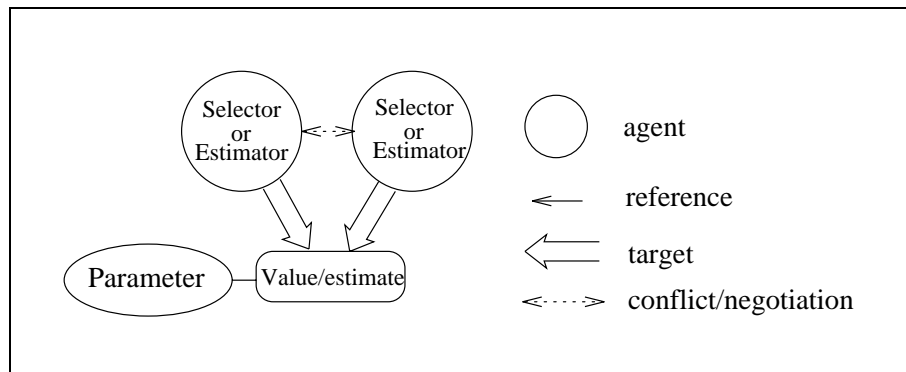 Selector
or
Estimator
Selector
or
Estimator
Parameter
Value/estimate
agent
reference
target
conflict/negotiation